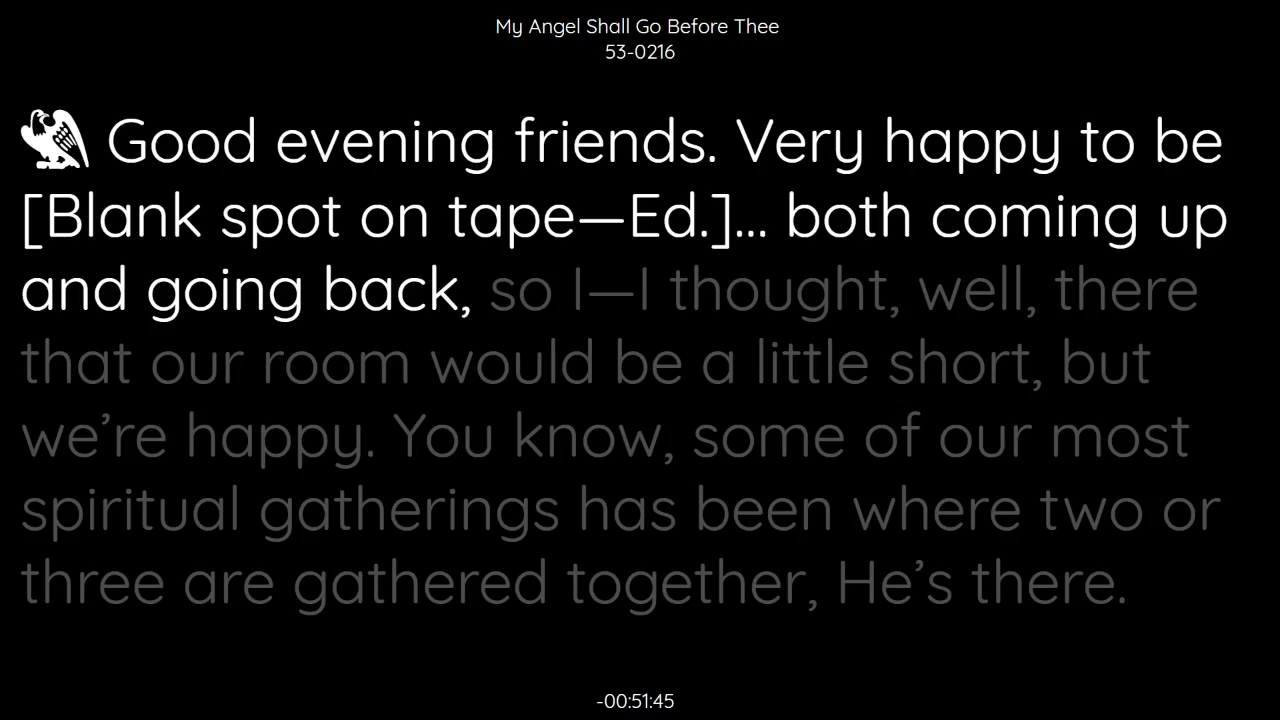 My Angel Shall Go Before Thee
53-0216
Good evening friends. Very happy to be
[Blank spot on tape—Ed.]... both coming up
and going back, so I—I thought, well, there
that our room would be a little short, but
we’re happy. You know, some of our most
spiritual gatherings has been where two or
three are gathered together, He’s there.
-00:51:45